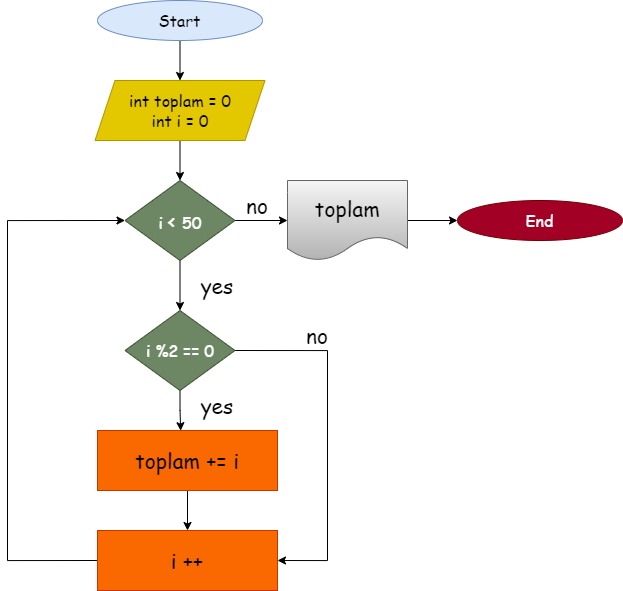 Start
int toplam = 0
int i = 0
i < 50
no
toplam
End
yes
i %2 == 0
no
yes
toplam += i
i ++